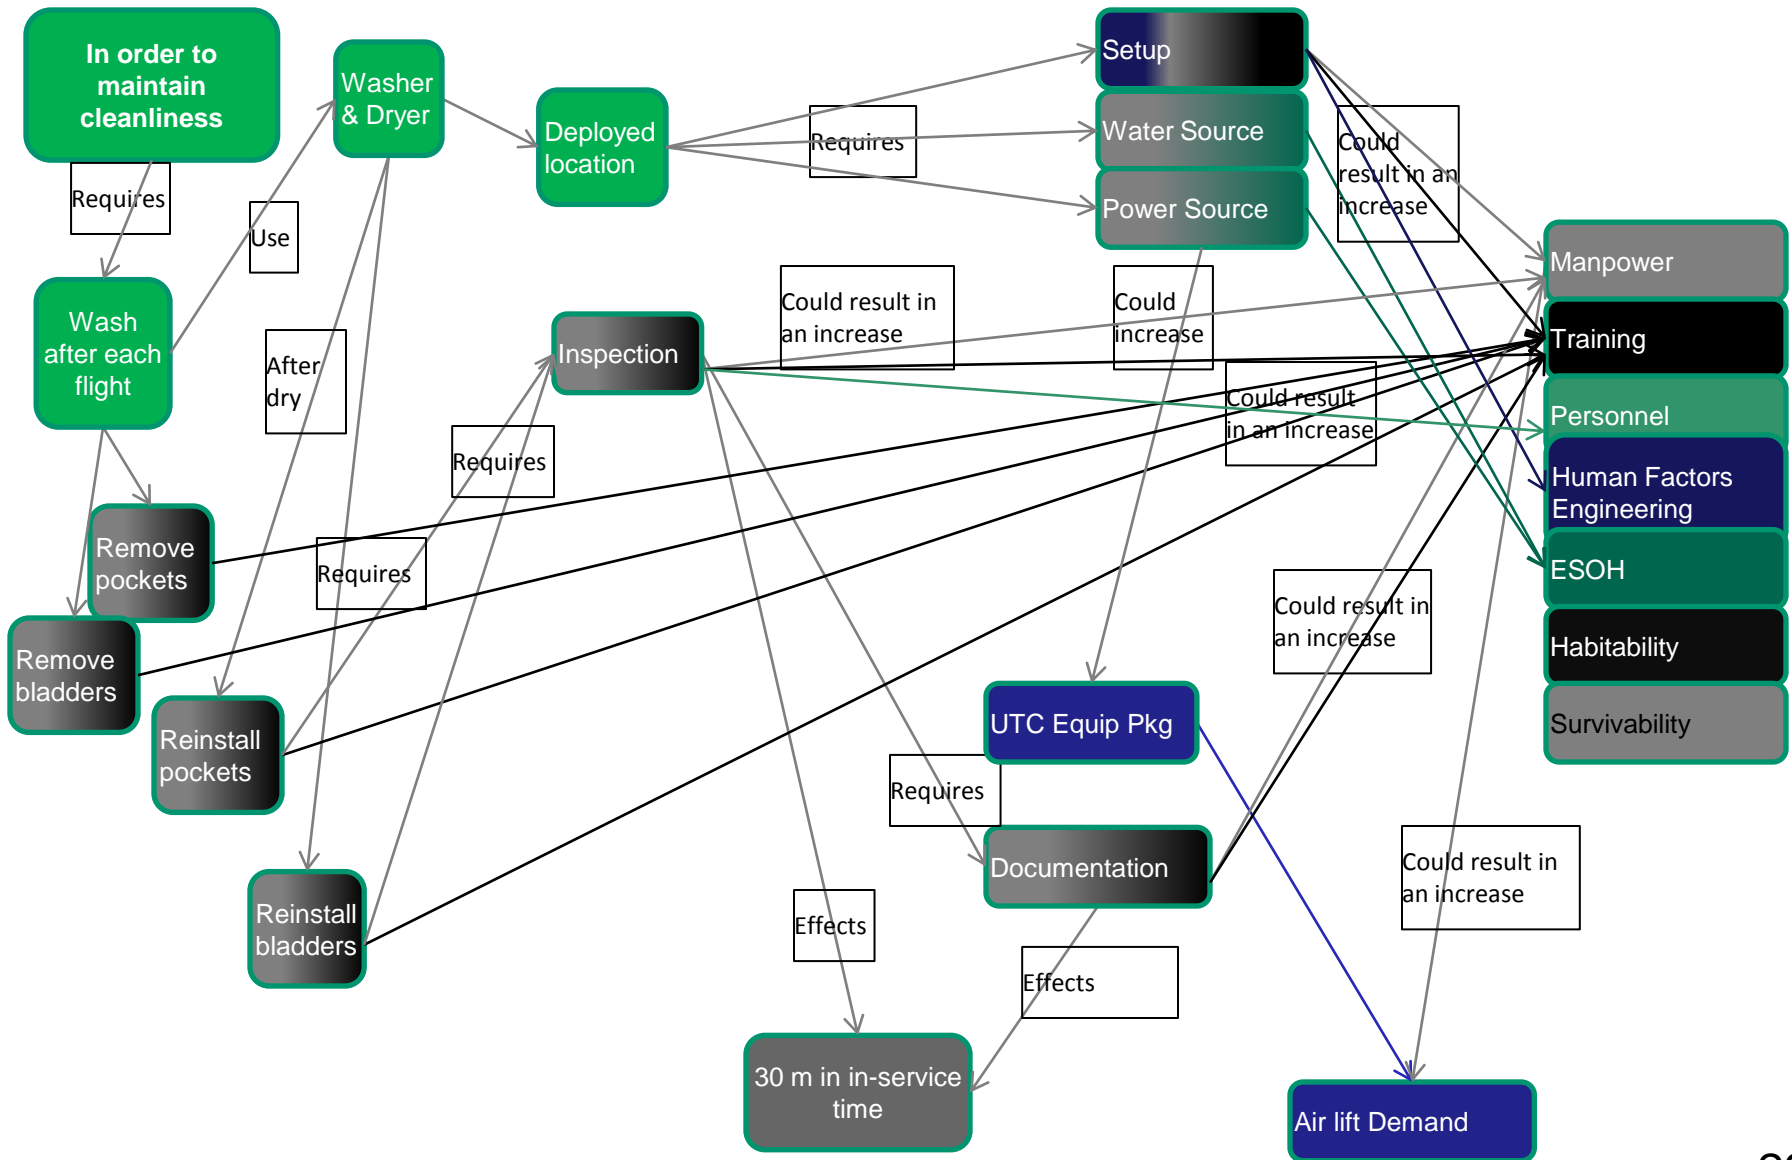 In order to
maintain
cleanliness
Washer
& Dryer
Deployed
location
Setup
Water Source
Power Source
Requires
Requires
Use
Could
result in an
increase
Wash
after each
flight
After
dry
Inspection
Could result in
an increase
Could
increase
Could result
in an increase
Manpower
Training
Personnel
Human Factors
Engineering
ESOH
Habitability
Survivability
Requires
Requires
Remove
pockets
Remove
bladders
Reinstall
pockets
Reinstall
bladders
Could result in
an increase
UTC Equip Pkg
Requires
Documentation
Could result in
an increase
Effects
Effects
30 m in in-service
time
Air lift Demand